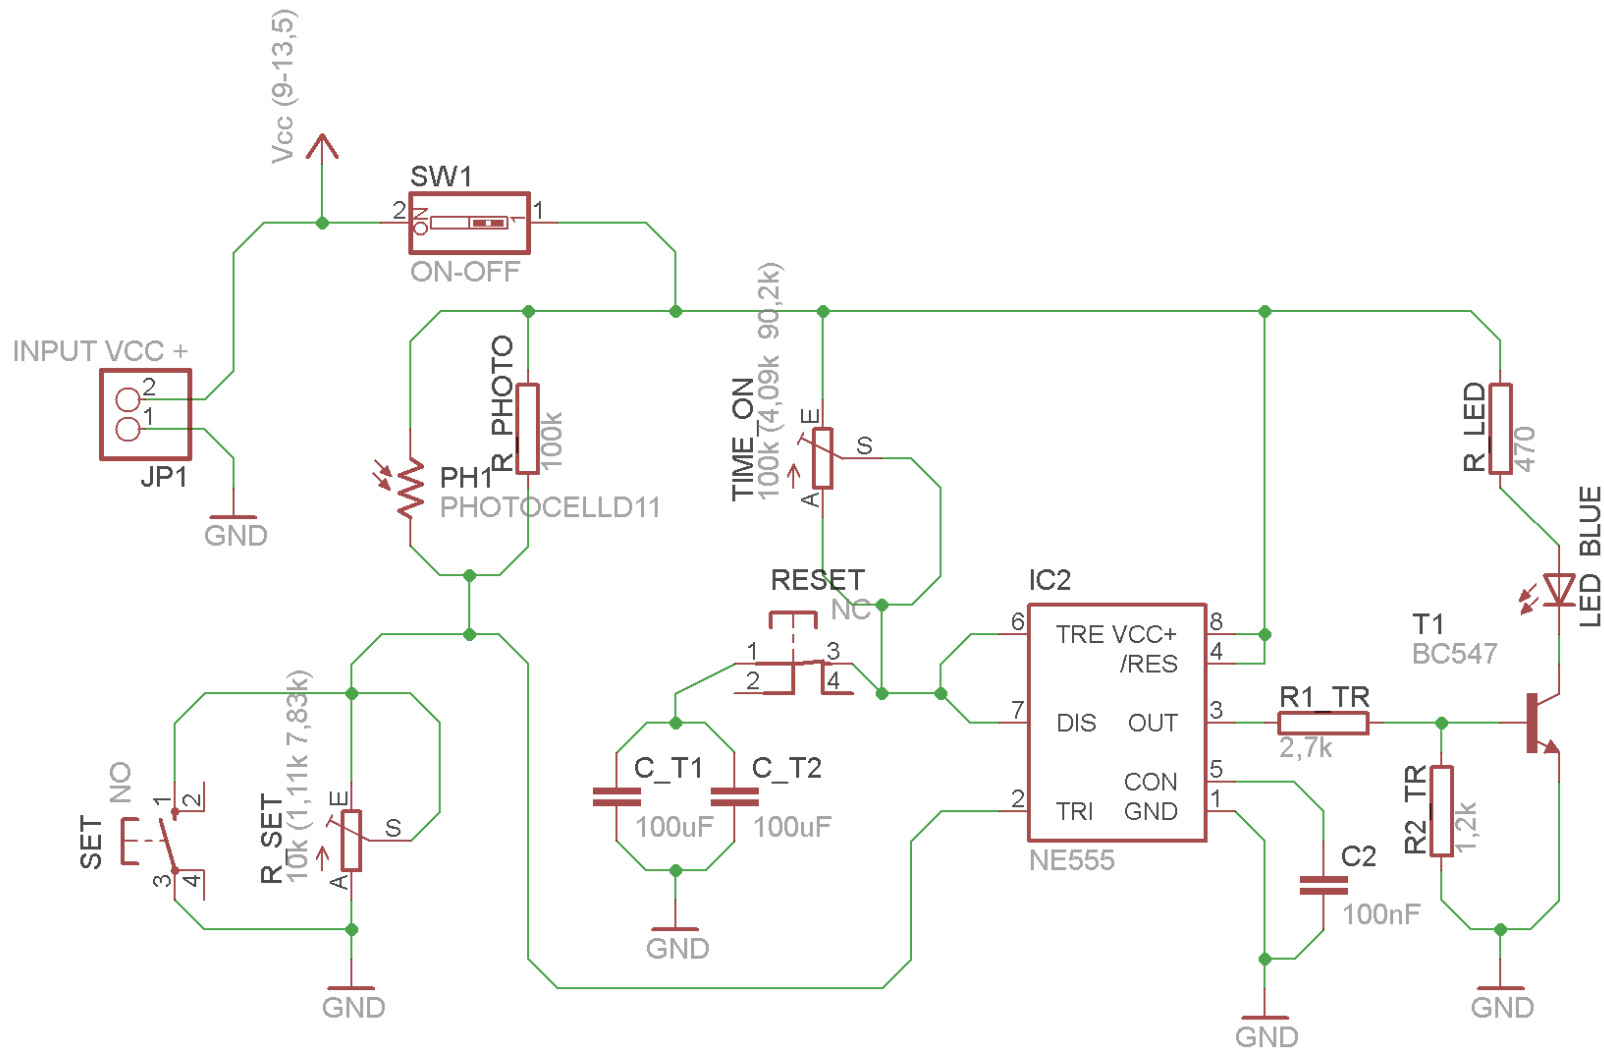 Vcc (9-13,5)
SW1
2
ON
1
1
ON-OFF
INPUT VCC +
2
1
JP1
GND
R_PHOTO
100k
PH1
PHOTOCELLD11
TIME_ON
100k (4,09k 90,2k)
E
S
A
R_LED
470
LED BLUE
RESET
NC
1
3
2
4
IC2
6
TRE
VCC+
8
/RES
4
7
DIS
OUT
3
CON
5
2
TRI
GND
1
NE555
T1
BC547
R1_TR
2,7k
R2_TR
1,2k
C2
100nF
C_T1
100uF
C_T2
100uF
GND
SET
NO
1
2
3
4
R_SET
10k (1,11k 7,83k)
E
S
A
GND
GND
GND